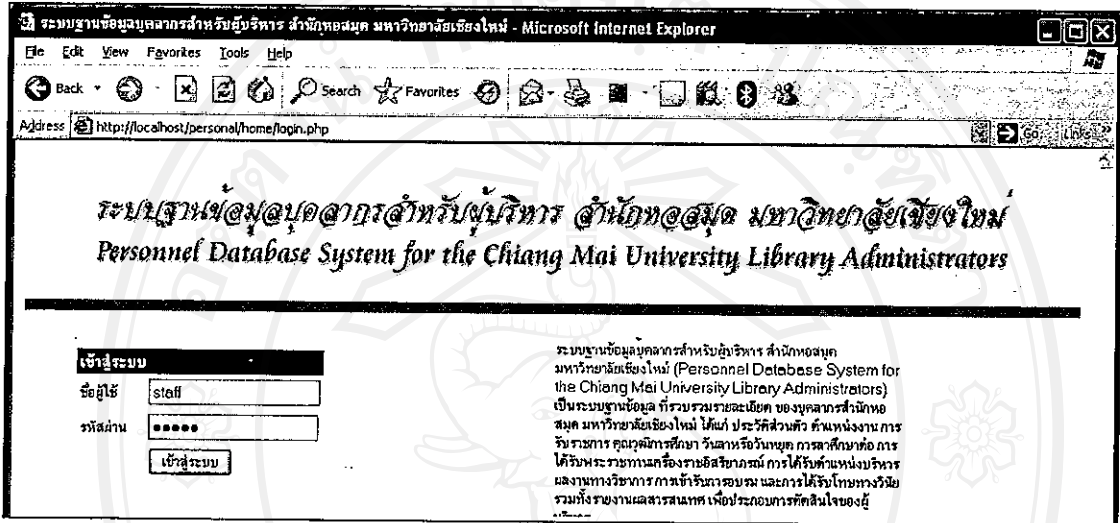 ระบบฐานข้อมูลบุคลากรสำหรับผู้บริหาร สำนักหอสมุด มหาวิทยาลัยเชียงใหม่ - Microsoft Internet Explorer
File Edit View Favorites Tools Help
Back Search Favorites
Address http://localhost/personal/home/login.php Go Links »
ระบบฐานข้อมูลบุคลากรสำหรับผู้บริหาร สำนักหอสมุด มหาวิทยาลัยเชียงใหม่
Personnel Database System for the Chiang Mai University Library Administrators
เข้าสู่ระบบ
ชื่อผู้ใช้ staff
รหัสผ่าน •••••
เข้าสู่ระบบ
ระบบฐานข้อมูลบุคลากรสำหรับผู้บริหาร สำนักหอสมุด
มหาวิทยาลัยเชียงใหม่ (Personnel Database System for
the Chiang Mai University Library Administrators)
เป็นระบบฐานข้อมูล ที่รวบรวมรายละเอียด ของบุคลากรสำนักหอ
สมุด มหาวิทยาลัยเชียงใหม่ ได้แก่ ประวัติส่วนตัว ตำแหน่งงาน การ
รับราชการ คุณวุฒิการศึกษา วันลาหรือวันหยุด การลาศึกษาต่อ การ
ได้รับพระราชทานเครื่องราชอิสริยาภรณ์ การได้รับตำแหน่งบริหาร
ผลงานทางวิชาการ การเข้ารับการอบรม และการได้รับโทษทางวินัย
รวมทั้งรายงานผลสารสนเทศ เพื่อประกอบการตัดสินใจของผู้